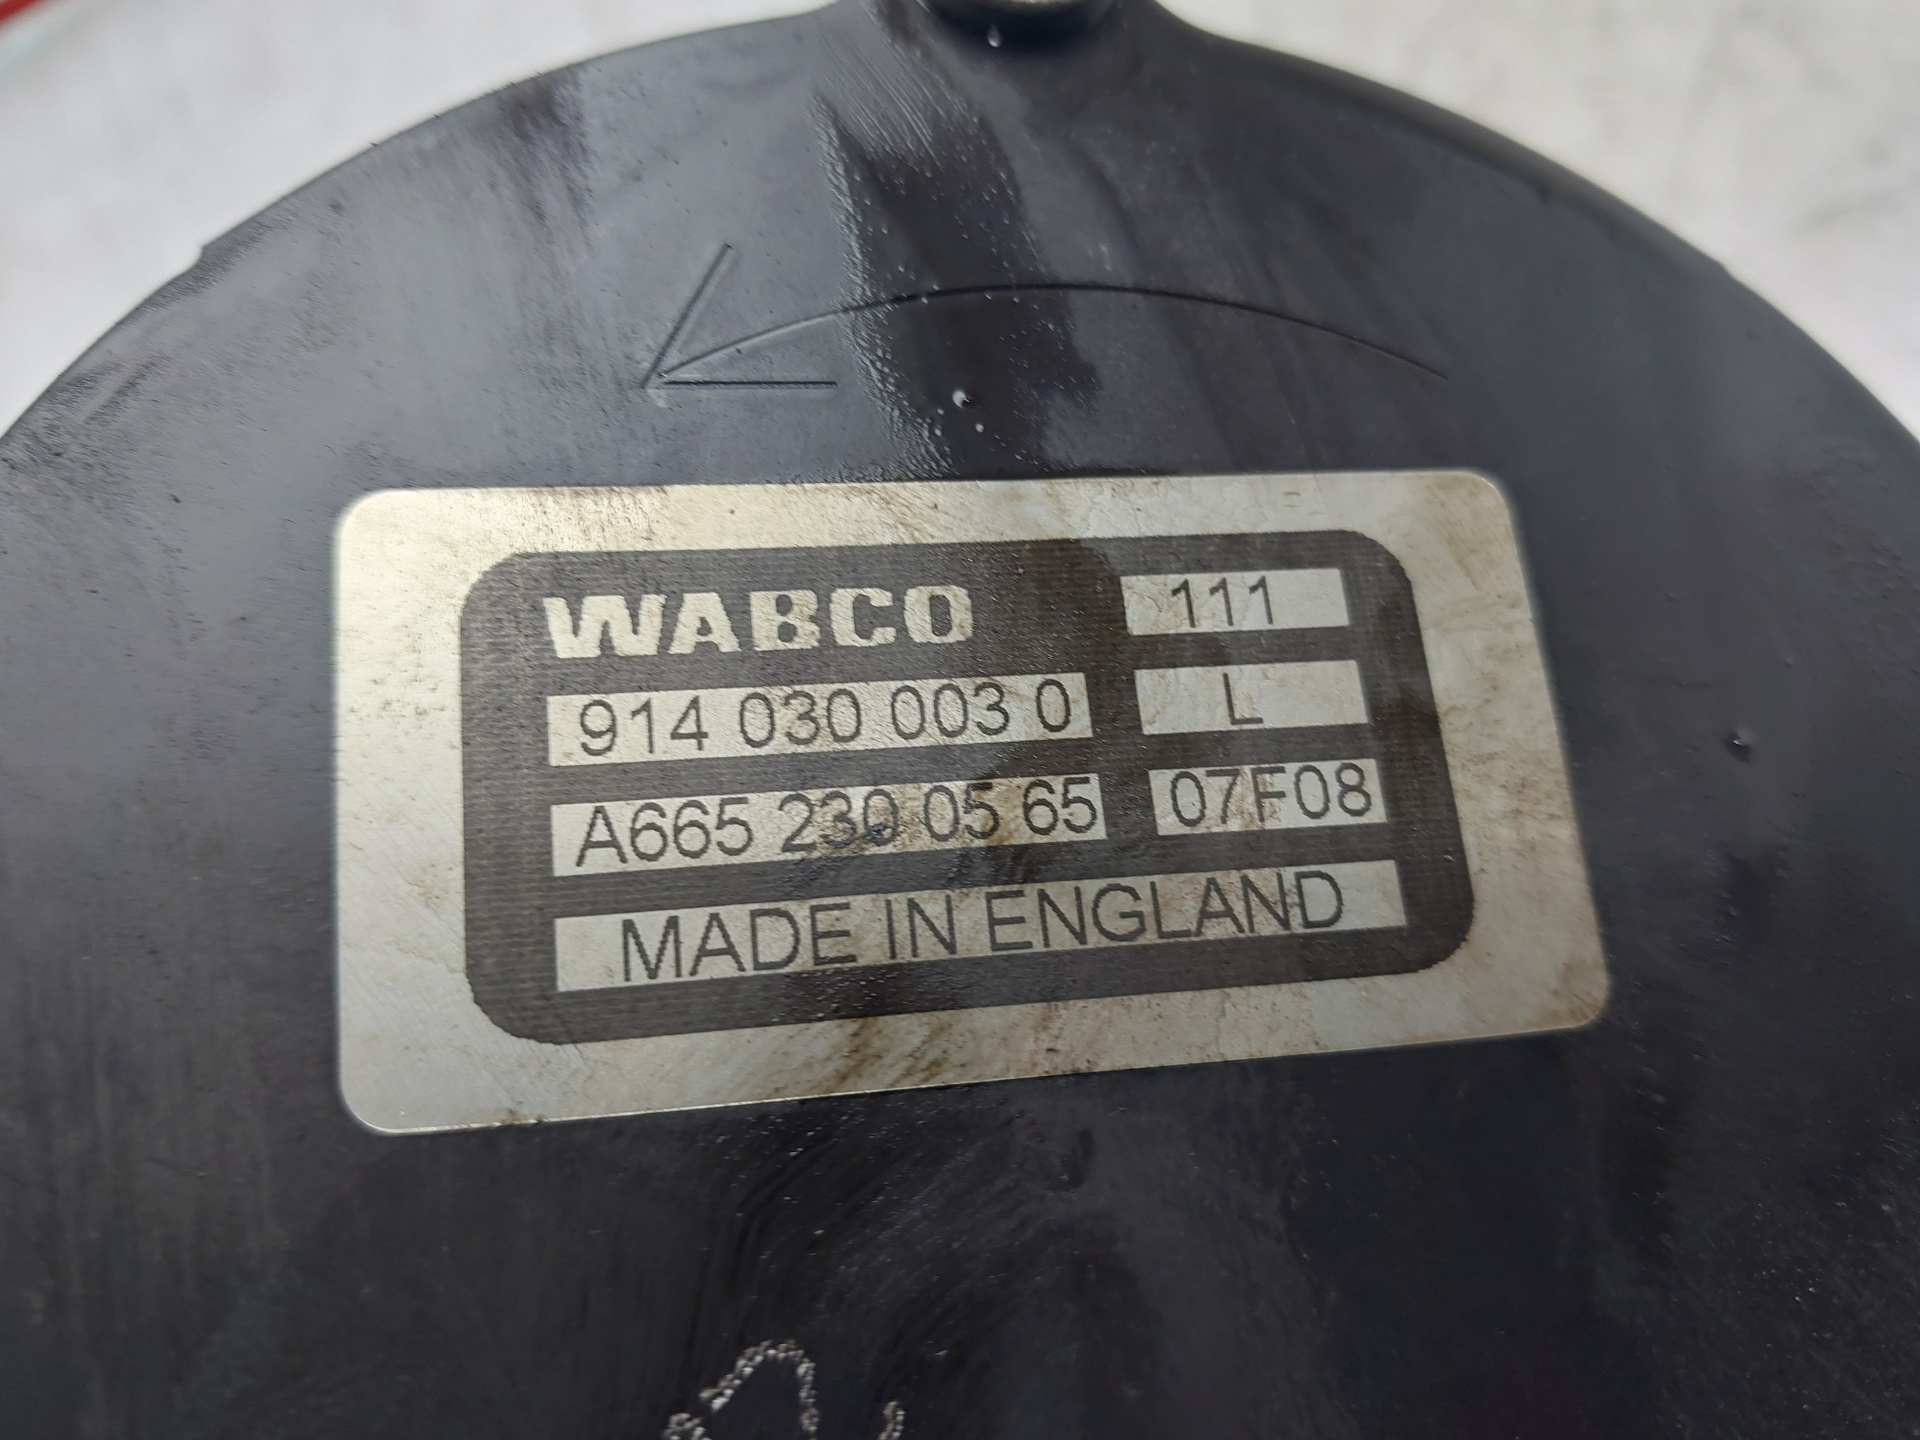 WABCO 111
914 030 003 0 L
A665 230 05 65 07F08
MADE IN ENGLAND